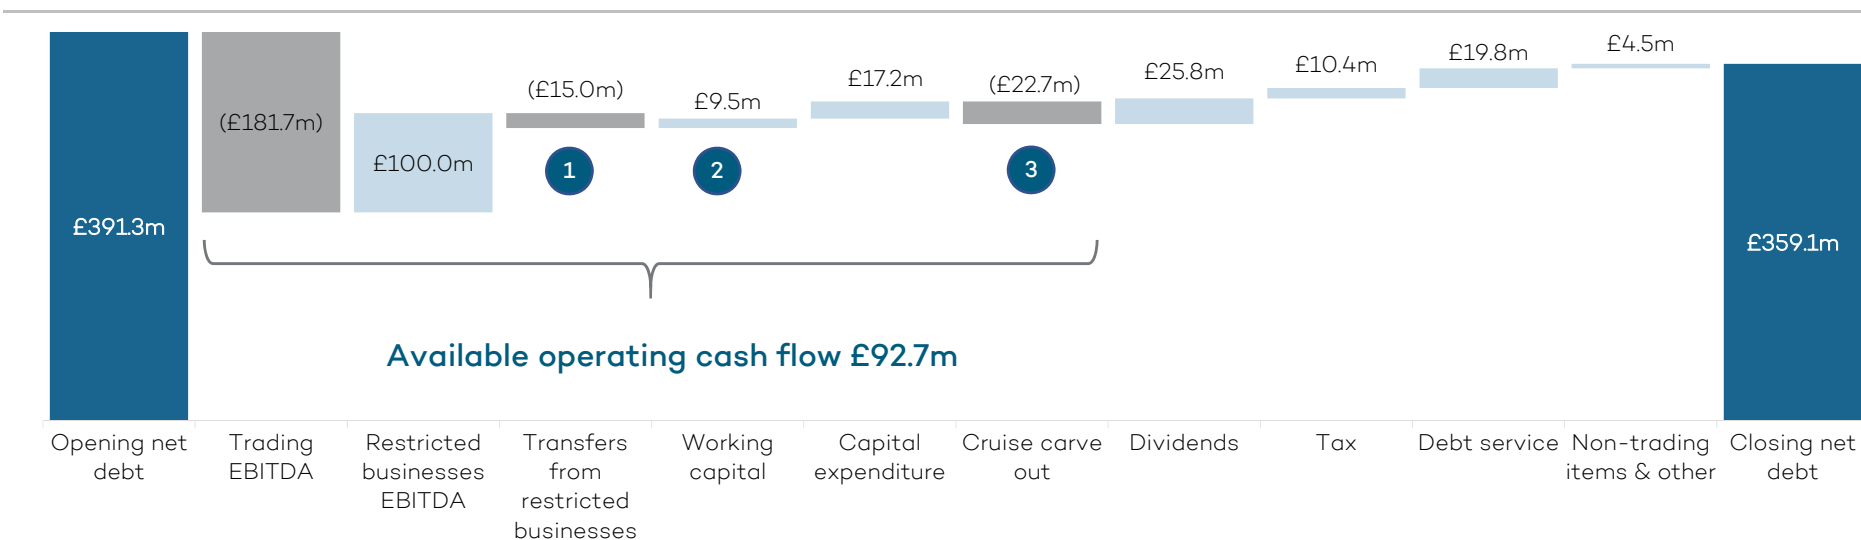 £391.3m
(£181.7m)
£100.0m
(£15.0m)
£9.5m
£17.2m
(£22.7m)
£25.8m
£10.4m
£19.8m
£4.5m
£359.1m
1
2
3
Available operating cash flow £92.7m
Opening net
debt
Trading
EBITDA
Restricted
businesses
EBITDA
Transfers
from
restricted
businesses
Working
capital
Capital
expenditure
Cruise carve
out
Dividends
Tax
Debt service
Non-trading
items & other
Closing net
debt